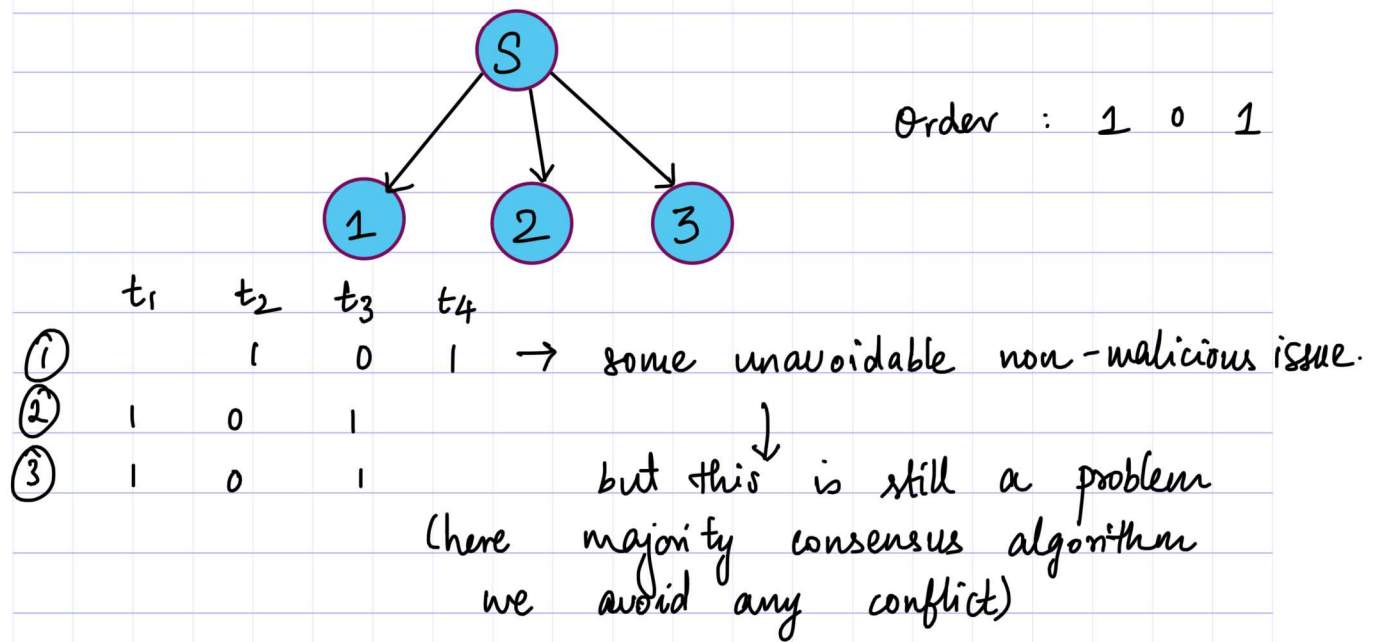 S
Order : 1 0 1
1 2 3
t1 t2 t3 t4
① 1 0 1 → some unavoidable non-malicious issue.
② 1 0 1
③ 1 0 1 but this is still a problem
(here majority consensus algorithm
we avoid any conflict)